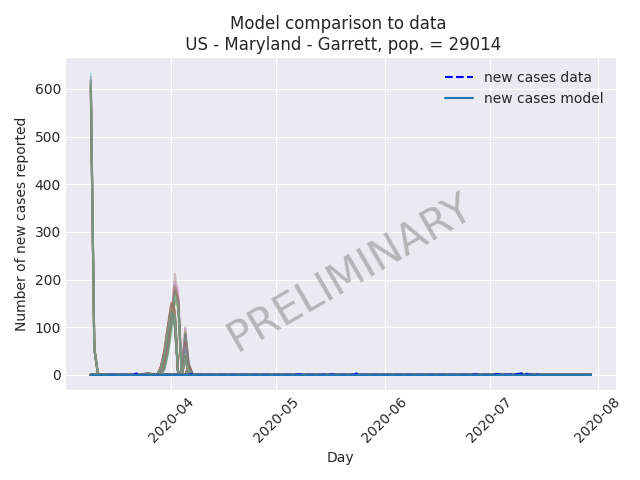 Model comparison to data
US - Maryland - Garrett, pop. = 29014
new cases data
new cases model
Number of new cases reported
600
500
400
300
200
100
0
PRELIMINARY
2020-04
2020-05
2020-06
2020-07
2020-08
Day